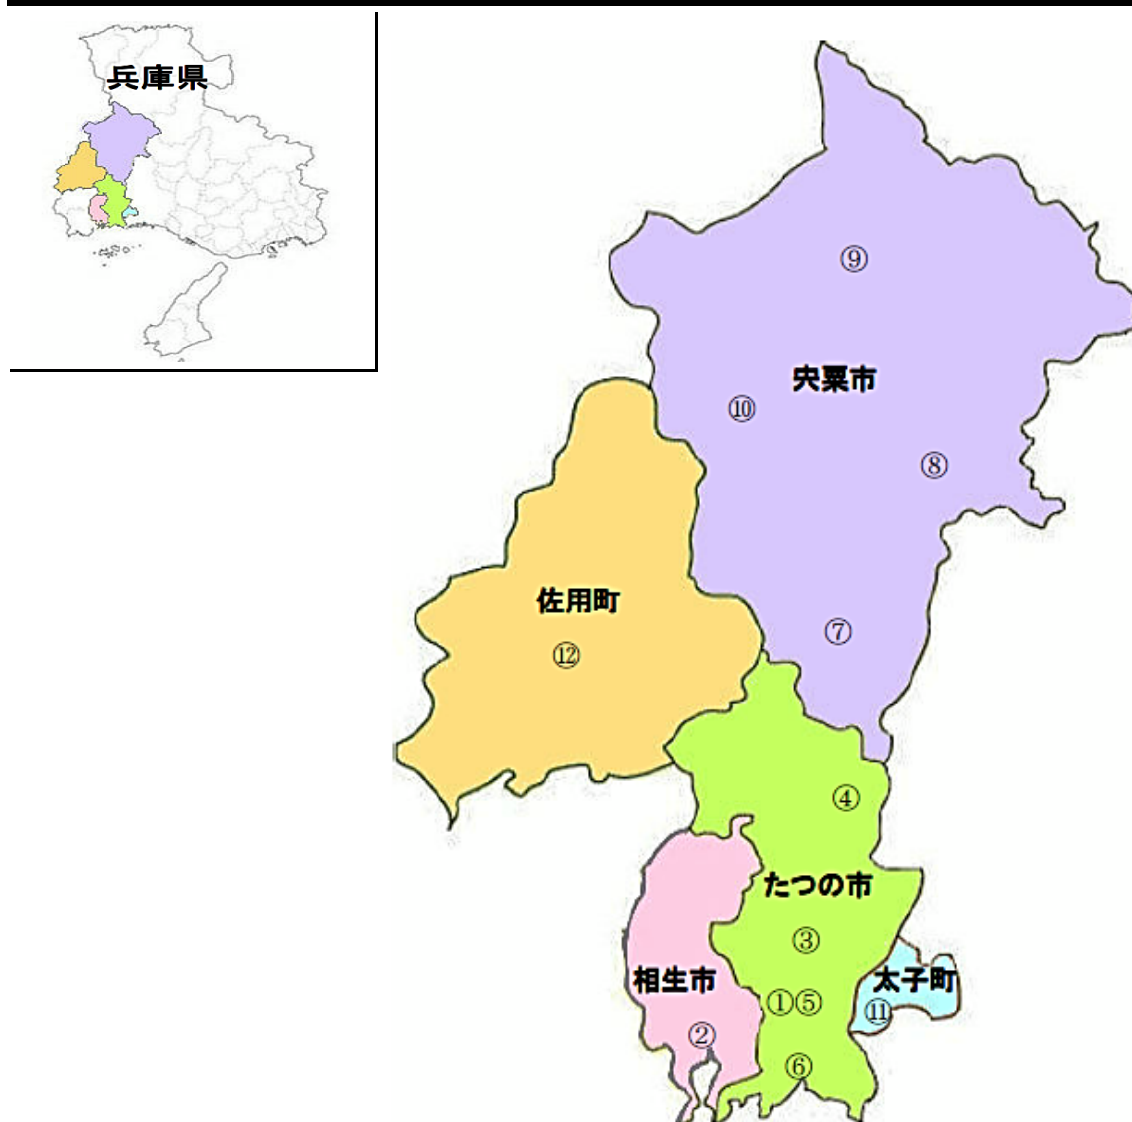 兵庫県
⑨
宍粟市
⑩
⑧
佐用町
⑦
⑫
④
たつの市
③
相生市
太子町
①⑤
⑪
②
⑥